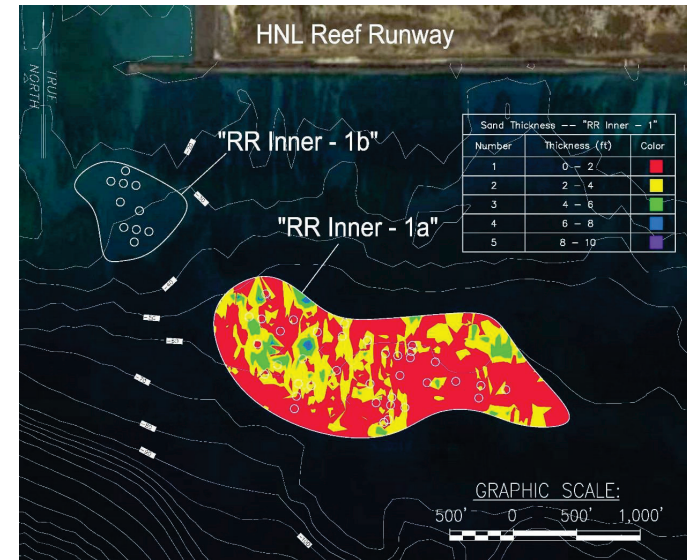 HNL Reef Runway
TRUE
NORTH
"RR Inner - 1b"
Sand Thickness -- "RR Inner - 1"
Number Thickness (ft) Color
1 0 - 2
2 2 - 4
3 4 - 6
4 6 - 8
5 8 - 10
"RR Inner - 1a"
GRAPHIC SCALE:
500' 0 500' 1,000'